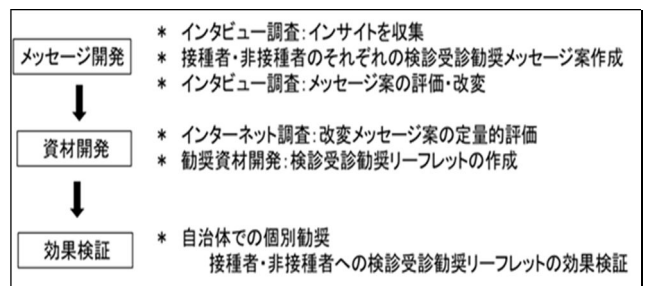 メッセージ開発
* インタビュー調査:インサイトを収集
* 接種者・非接種者のそれぞれの検診受診勧奨メッセージ案作成
* インタビュー調査:メッセージ案の評価・改変
資材開発
* インターネット調査:改変メッセージ案の定量的評価
* 勧奨資材開発:検診受診勧奨リーフレットの作成
効果検証
* 自治体での個別勧奨
接種者・非接種者への検診受診勧奨リーフレットの効果検証